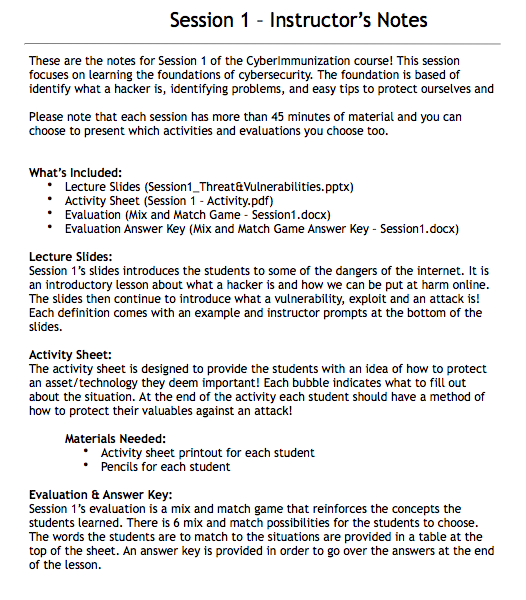 Session 1 – Instructor's Notes
These are the notes for Session 1 of the CyberImmunization course! This session
focuses on learning the foundations of cybersecurity. The foundation is based of
identify what a hacker is, identifying problems, and easy tips to protect ourselves and
Please note that each session has more than 45 minutes of material and you can
choose to present which activities and evaluations you choose too.
What's Included:
• Lecture Slides (Session1_Threat&Vulnerabilities.pptx)
• Activity Sheet (Session 1 - Activity.pdf)
• Evaluation (Mix and Match Game - Session1.docx)
• Evaluation Answer Key (Mix and Match Game Answer Key - Session1.docx)
Lecture Slides:
Session 1's slides introduces the students to some of the dangers of the internet. It is
an introductory lesson about what a hacker is and how we can be put at harm online.
The slides then continue to introduce what a vulnerability, exploit and an attack is!
Each definition comes with an example and instructor prompts at the bottom of the
slides.
Activity Sheet:
The activity sheet is designed to provide the students with an idea of how to protect
an asset/technology they deem important! Each bubble indicates what to fill out
about the situation. At the end of the activity each student should have a method of
how to protect their valuables against an attack!
Materials Needed:
• Activity sheet printout for each student
• Pencils for each student
Evaluation & Answer Key:
Session 1's evaluation is a mix and match game that reinforces the concepts the
students learned. There is 6 mix and match possibilities for the students to choose.
The words the students are to match to the situations are provided in a table at the
top of the sheet. An answer key is provided in order to go over the answers at the end
of the lesson.